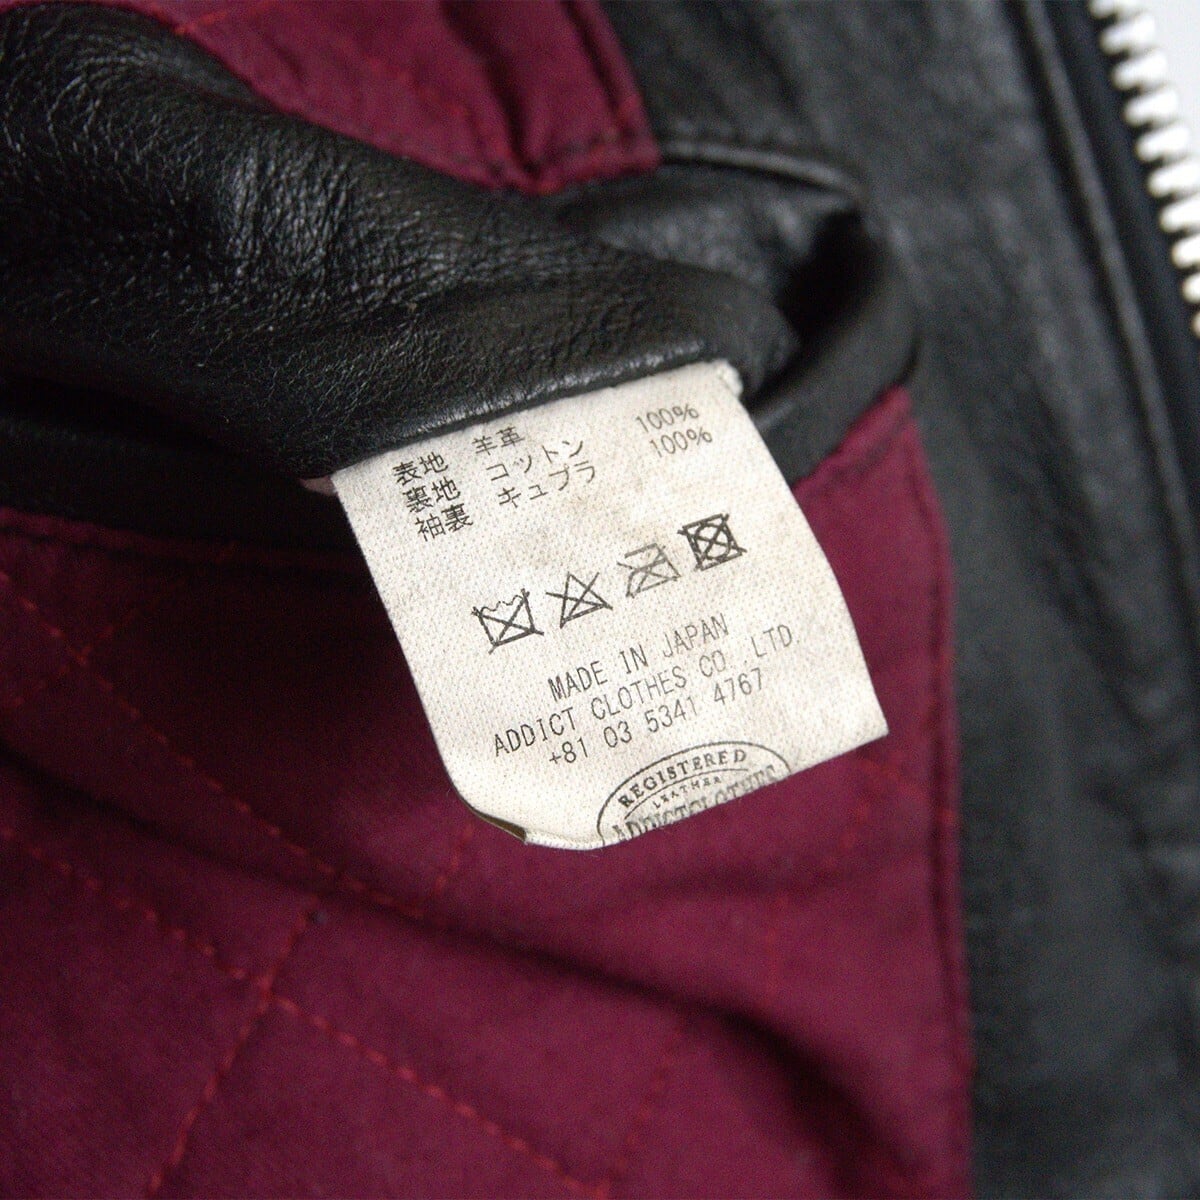 表地 羊革 100%
裏地 コットン 100%
袖裏 キュプラ
MADE IN JAPAN
ADDICT CLOTHES CO. LTD.
+81 03 5341 4767
REGISTERED
LEATHER
ADDICTCLOTHES